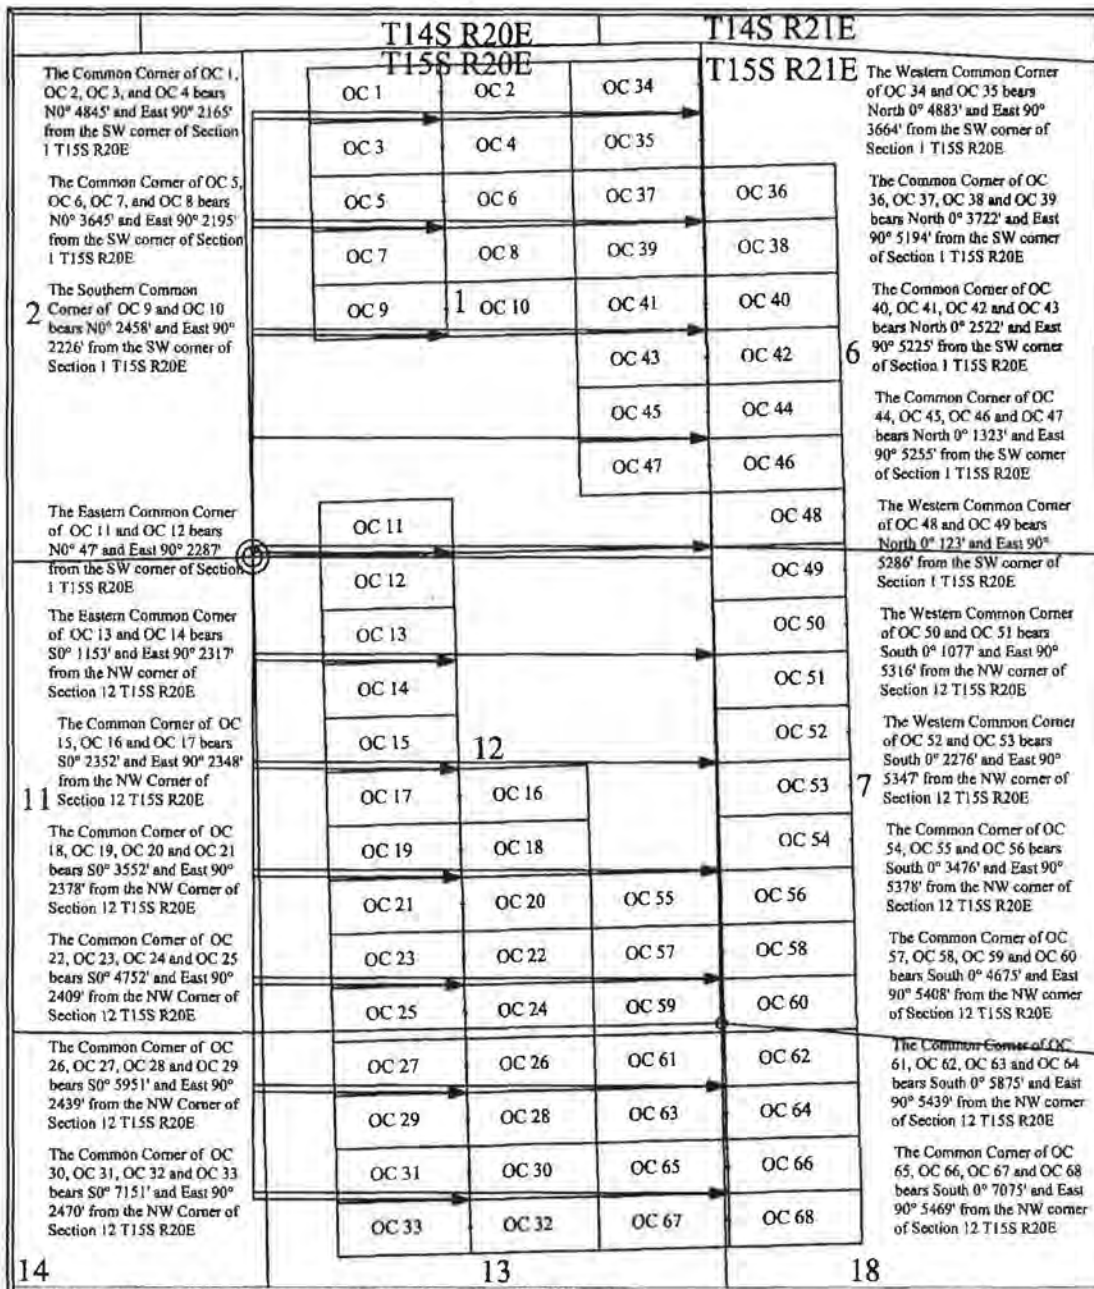 T14S R20E
T14S R21E
T15S R20E
T15S R21E
The Common Corner of OC 1,
OC 2, OC 3, and OC 4 bears
N0° 4845' and East 90° 2165'
from the SW corner of Section
1 T15S R20E
The Common Corner of OC 5,
OC 6, OC 7, and OC 8 bears
N0° 3645' and East 90° 2195'
from the SW corner of Section
1 T15S R20E
The Southern Common
Corner of OC 9 and OC 10
bears N0° 2458' and East 90°
2226' from the SW corner of
Section 1 T15S R20E
2
The Eastern Common Corner
of OC 11 and OC 12 bears
N0° 47' and East 90° 2287'
from the SW corner of Section
1 T15S R20E
The Eastern Common Corner
of OC 13 and OC 14 bears
S0° 1153' and East 90° 2317'
from the NW corner of
Section 12 T15S R20E
The Common Corner of OC
15, OC 16 and OC 17 bears
S0° 2352' and East 90° 2348'
from the NW Corner of
Section 12 T15S R20E
11
The Common Corner of OC
18, OC 19, OC 20 and OC 21
bears S0° 3552' and East 90°
2378' from the NW Corner of
Section 12 T15S R20E
The Common Corner of OC
22, OC 23, OC 24 and OC 25
bears S0° 4752' and East 90°
2409' from the NW Corner of
Section 12 T15S R20E
The Common Corner of OC
26, OC 27, OC 28 and OC 29
bears S0° 5951' and East 90°
2439' from the NW Corner of
Section 12 T15S R20E
The Common Corner of OC
30, OC 31, OC 32 and OC 33
bears S0° 7151' and East 90°
2470' from the NW Corner of
Section 12 T15S R20E
14
OC 1 OC 2 OC 34
OC 3 OC 4 OC 35
OC 5 OC 6 OC 37 OC 36
OC 7 OC 8 OC 39 OC 38
OC 9 1 OC 10 OC 41 OC 40
OC 43 OC 42 6
OC 45 OC 44
OC 47 OC 46
OC 11 OC 48
OC 12 OC 49
OC 13 OC 50
OC 14 OC 51
OC 15 12 OC 52
OC 17 OC 16 OC 53 7
OC 19 OC 18 OC 54
OC 21 OC 20 OC 55 OC 56
OC 23 OC 22 OC 57 OC 58
OC 25 OC 24 OC 59 OC 60
OC 27 OC 26 OC 61 OC 62
OC 29 OC 28 OC 63 OC 64
OC 31 OC 30 OC 65 OC 66
OC 33 OC 32 OC 67 OC 68
13
18
The Western Common Corner
of OC 34 and OC 35 bears
North 0° 4883' and East 90°
3664' from the SW corner of
Section 1 T15S R20E
The Common Corner of OC
36, OC 37, OC 38 and OC 39
bears North 0° 3722' and East
90° 5194' from the SW corner
of Section 1 T15S R20E
The Common Corner of OC
40, OC 41, OC 42 and OC 43
bears North 0° 2522' and East
90° 5225' from the SW corner
of Section 1 T15S R20E
The Common Corner of OC
44, OC 45, OC 46 and OC 47
bears North 0° 1323' and East
90° 5255' from the SW corner
of Section 1 T15S R20E
The Western Common Corner
of OC 48 and OC 49 bears
North 0° 123' and East 90°
5286' from the SW corner of
Section 1 T15S R20E
The Western Common Corner
of OC 50 and OC 51 bears
South 0° 1077' and East 90°
5316' from the NW corner of
Section 12 T15S R20E
The Western Common Corner
of OC 52 and OC 53 bears
South 0° 2276' and East 90°
5347' from the NW corner of
Section 12 T15S R20E
The Common Corner of OC
54, OC 55 and OC 56 bears
South 0° 3476' and East 90°
5378' from the NW corner of
Section 12 T15S R20E
The Common Corner of OC
57, OC 58, OC 59 and OC 60
bears South 0° 4675' and East
90° 5408' from the NW corner
of Section 12 T15S R20E
The Common Corner of OC
61, OC 62, OC 63 and OC 64
bears South 0° 5875' and East
90° 5439' from the NW corner
of Section 12 T15S R20E
The Common Corner of OC
65, OC 66, OC 67 and OC 68
bears South 0° 7075' and East
90° 5469' from the NW corner
of Section 12 T15S R20E